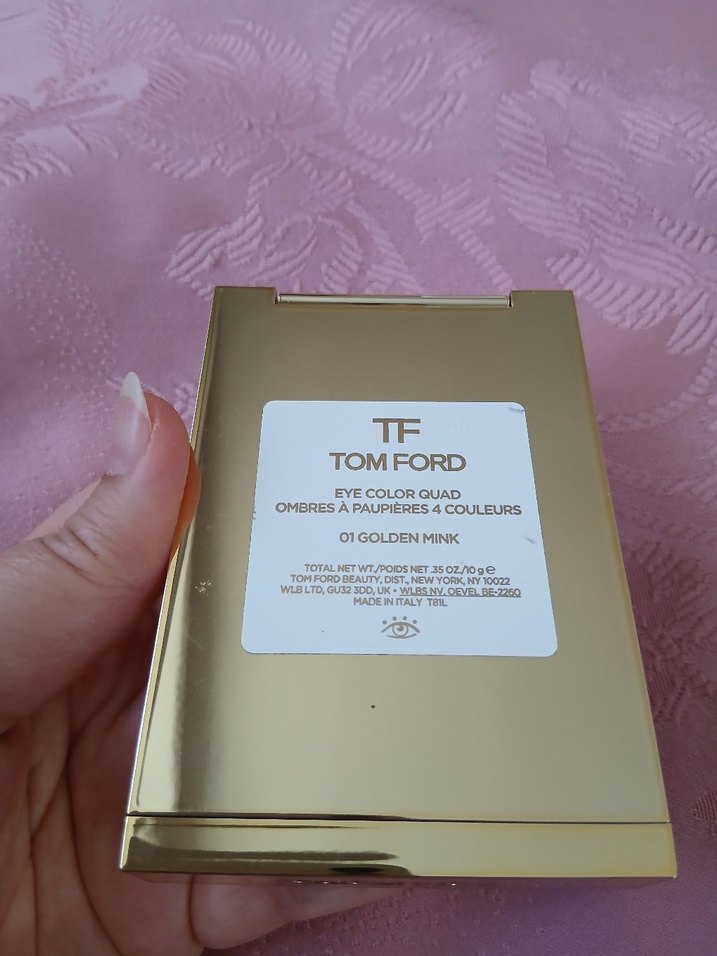 TF
TOM FORD
EYE COLOR QUAD
OMBRES À PAUPIÈRES 4 COULEURS
01 GOLDEN MINK
TOTAL NET WT./POIDS NET .35 OZ./10 g ℮
TOM FORD BEAUTY, DIST., NEW YORK, NY 10022
WLB LTD, GU32 3DD, UK • WLBS NV. OEVEL BE-2260
MADE IN ITALY T81L